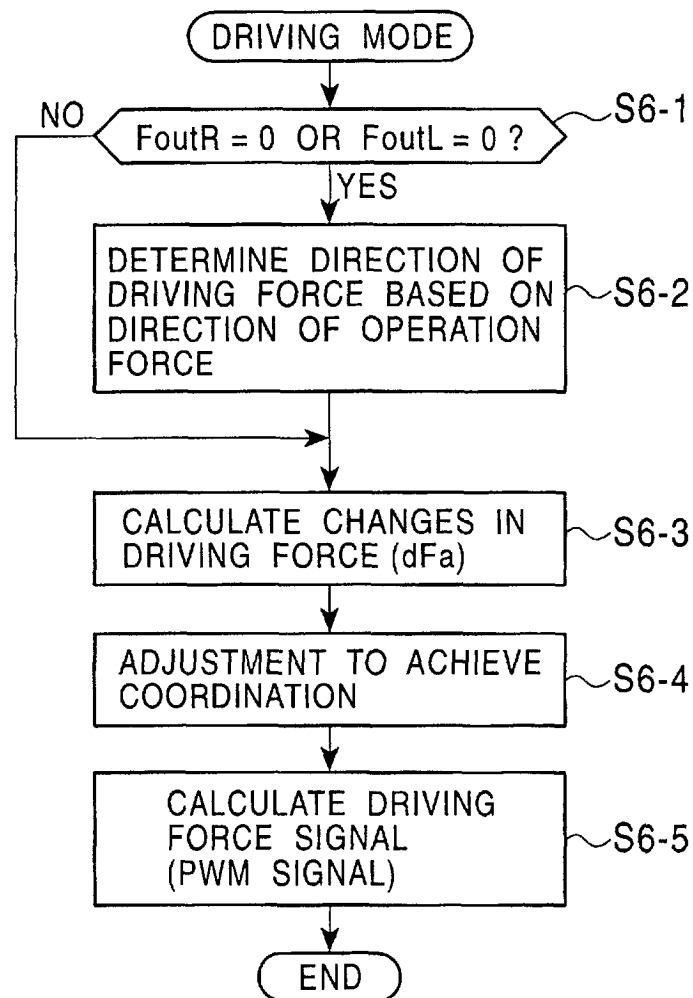 DRIVING MODE
NO
FoutR = 0 OR FoutL = 0 ?
S6-1
YES
DETERMINE DIRECTION OF
DRIVING FORCE BASED ON
DIRECTION OF OPERATION
FORCE
S6-2
CALCULATE CHANGES IN
DRIVING FORCE (dFa)
S6-3
ADJUSTMENT TO ACHIEVE
COORDINATION
S6-4
CALCULATE DRIVING
FORCE SIGNAL
(PWM SIGNAL)
S6-5
END